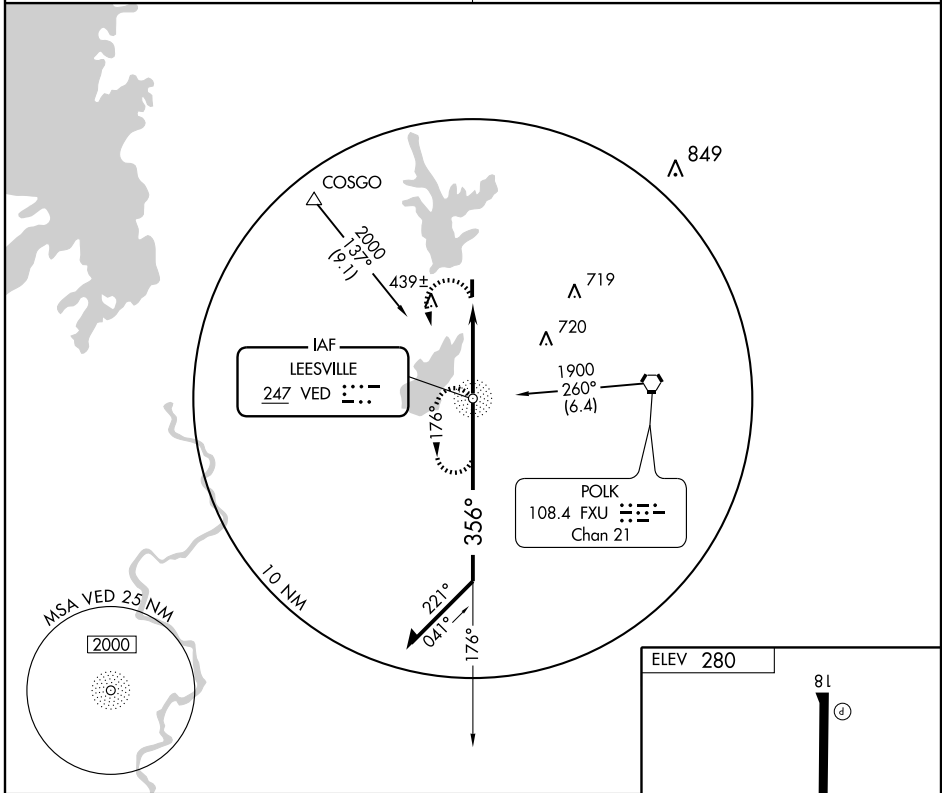 849
COSGO
2000
137°
(9.1)
439±
719
720
IAF
LEESVILLE
247 VED
1900
260°
(6.4)
176°
POLK
108.4 FXU
Chan 21
356°
10 NM
221°
041°
176°
MSA VED 25 NM
2000
ELEV 280
18
P